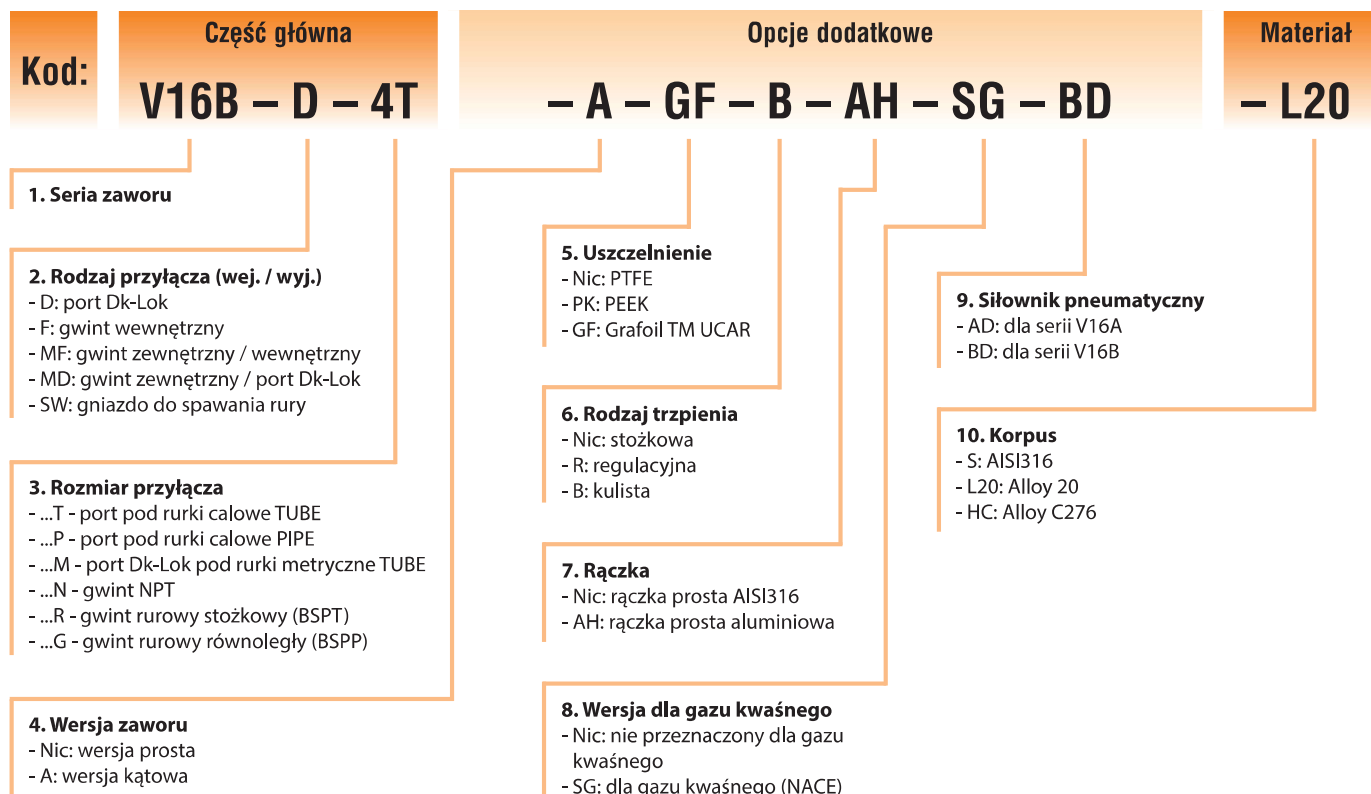 Kod:
Część główna
V16B – D – 4T
Opcje dodatkowe
– A – GF – B – AH – SG – BD
Materiał
– L20
1. Seria zaworu
2. Rodzaj przyłącza (wej. / wyj.)
- D: port Dk-Lok
- F: gwint wewnętrzny
- MF: gwint zewnętrzny / wewnętrzny
- MD: gwint zewnętrzny / port Dk-Lok
- SW: gniazdo do spawania rury
3. Rozmiar przyłącza
- ...T - port pod rurki calowe TUBE
- ...P - port pod rurki calowe PIPE
- ...M - port Dk-Lok pod rurki metryczne TUBE
- ...N - gwint NPT
- ...R - gwint rurowy stożkowy (BSPT)
- ...G - gwint rurowy równoległy (BSPP)
4. Wersja zaworu
- Nic: wersja prosta
- A: wersja kątowa
5. Uszczelnienie
- Nic: PTFE
- PK: PEEK
- GF: Grafoil TM UCAR
6. Rodzaj trzpienia
- Nic: stożkowa
- R: regulacyjna
- B: kulista
7. Rączka
- Nic: rączka prosta AISI316
- AH: rączka prosta aluminiowa
8. Wersja dla gazu kwaśnego
- Nic: nie przeznaczony dla gazu
kwaśnego
- SG: dla gazu kwaśnego (NACE)
9. Siłownik pneumatyczny
- AD: dla serii V16A
- BD: dla serii V16B
10. Korpus
- S: AISI316
- L20: Alloy 20
- HC: Alloy C276